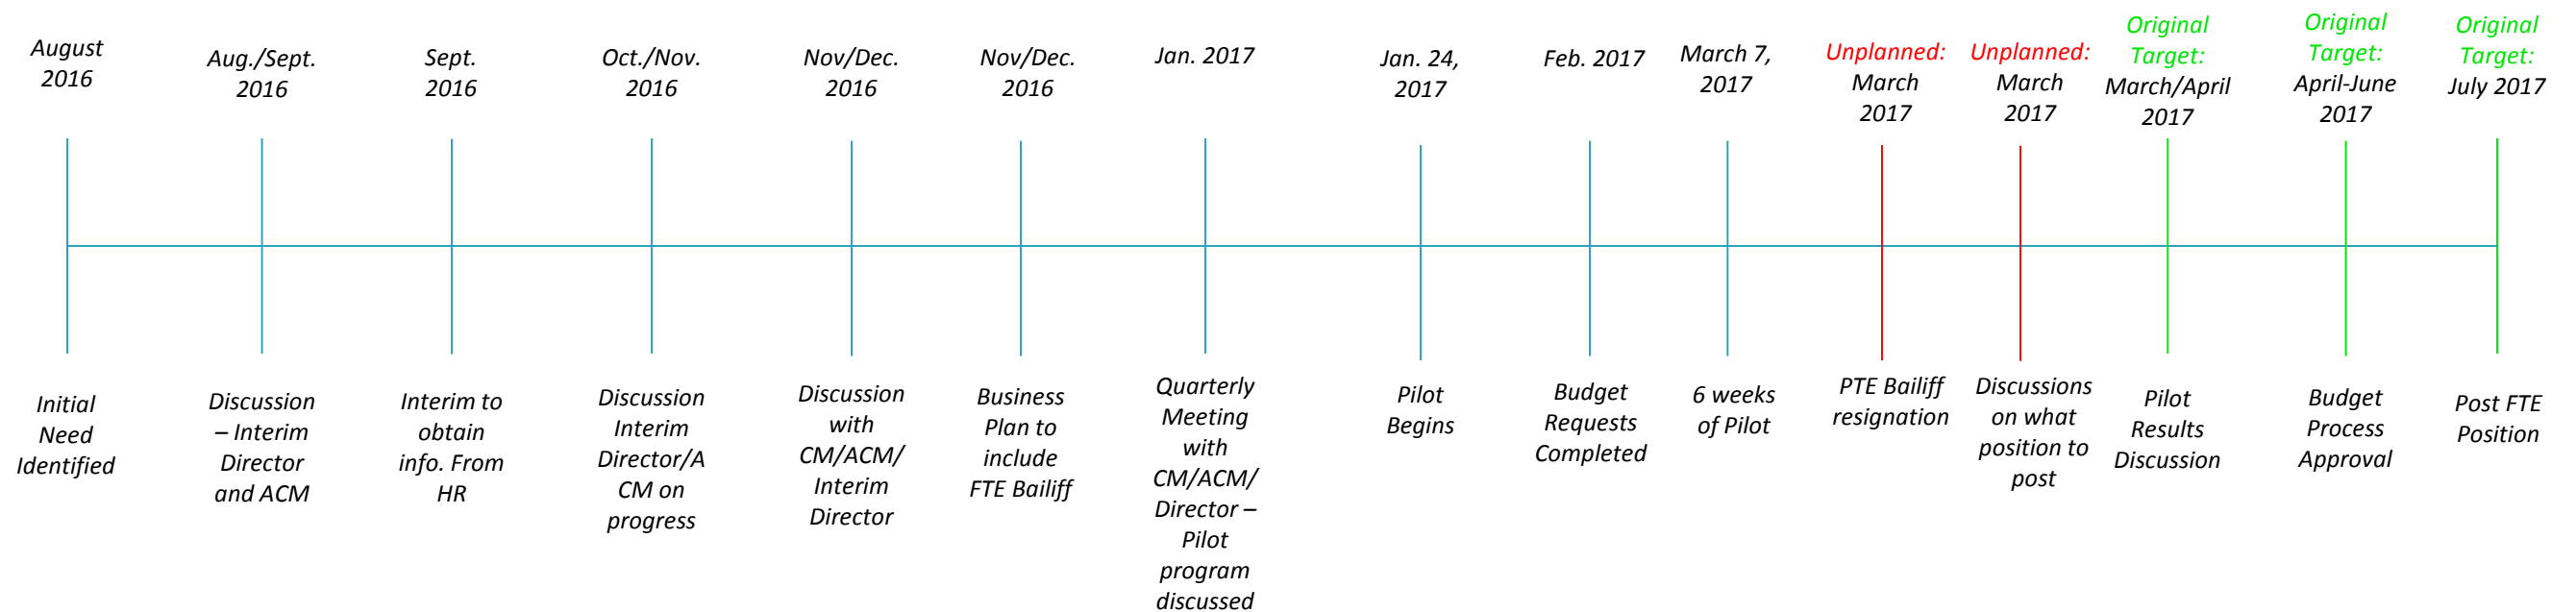 August
2016
Aug./Sept.
2016
Sept.
2016
Oct./Nov.
2016
Nov/Dec.
2016
Nov/Dec.
2016
Jan. 2017
Jan. 24,
2017
Feb. 2017
March 7,
2017
Unplanned:
March
2017
Unplanned:
March
2017
Original
Target:
March/April
2017
Original
Target:
April-June
2017
Original
Target:
July 2017
Initial
Need
Identified
Discussion
– Interim
Director
and ACM
Interim to
obtain
info. From
HR
Discussion
Interim
Director/A
CM on
progress
Discussion
with
CM/ACM/
Interim
Director
Business
Plan to
include
FTE Bailiff
Quarterly
Meeting
with
CM/ACM/
Director –
Pilot
program
discussed
Pilot
Begins
Budget
Requests
Completed
6 weeks
of Pilot
PTE Bailiff
resignation
Discussions
on what
position to
post
Pilot
Results
Discussion
Budget
Process
Approval
Post FTE
Position